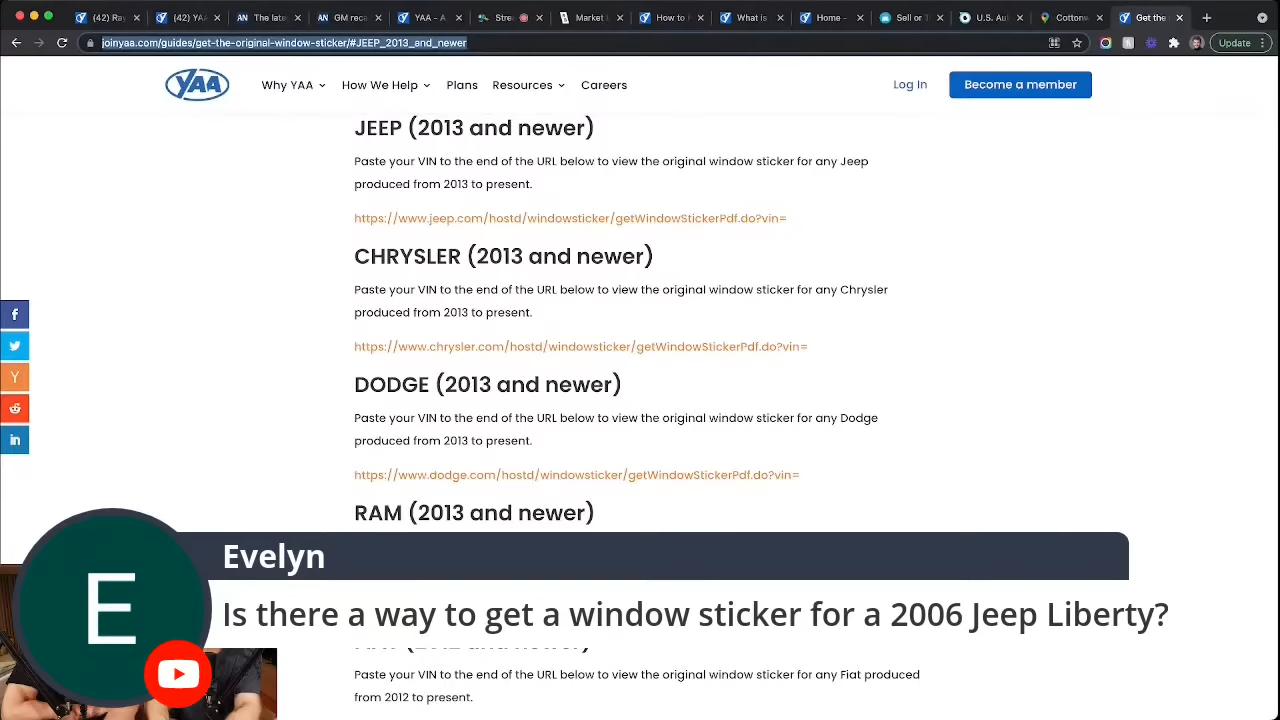 (42) Ray
(42) YAA
The late
GM rece
YAA - A
Stre
Market
How to F
What is
Home -
Sell or T
U.S. Au
Cottonw
Get the
joinyaa.com/guides/get-the-original-window-sticker/#JEEP_2013_and_newer
Update
YAA
Why YAA
How We Help
Plans
Resources
Careers
Log In
Become a member
JEEP (2013 and newer)
Paste your VIN to the end of the URL below to view the original window sticker for any Jeep
produced from 2013 to present.
https://www.jeep.com/hostd/windowsticker/getWindowStickerPdf.do?vin=
CHRYSLER (2013 and newer)
Paste your VIN to the end of the URL below to view the original window sticker for any Chrysler
produced from 2013 to present.
https://www.chrysler.com/hostd/windowsticker/getWindowStickerPdf.do?vin=
DODGE (2013 and newer)
Paste your VIN to the end of the URL below to view the original window sticker for any Dodge
produced from 2013 to present.
https://www.dodge.com/hostd/windowsticker/getWindowStickerPdf.do?vin=
RAM (2013 and newer)
E
Evelyn
Is there a way to get a window sticker for a 2006 Jeep Liberty?
Paste your VIN to the end of the URL below to view the original window sticker for any Fiat produced
from 2012 to present.